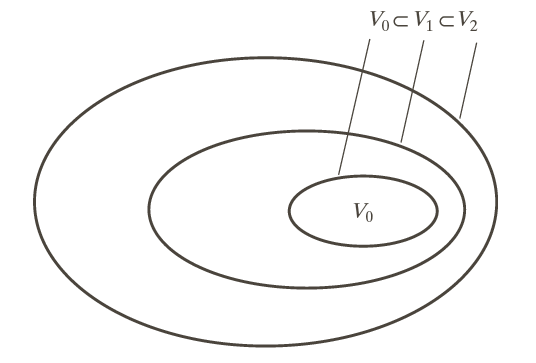 V₀ ⊂ V₁ ⊂ V₂
V₀